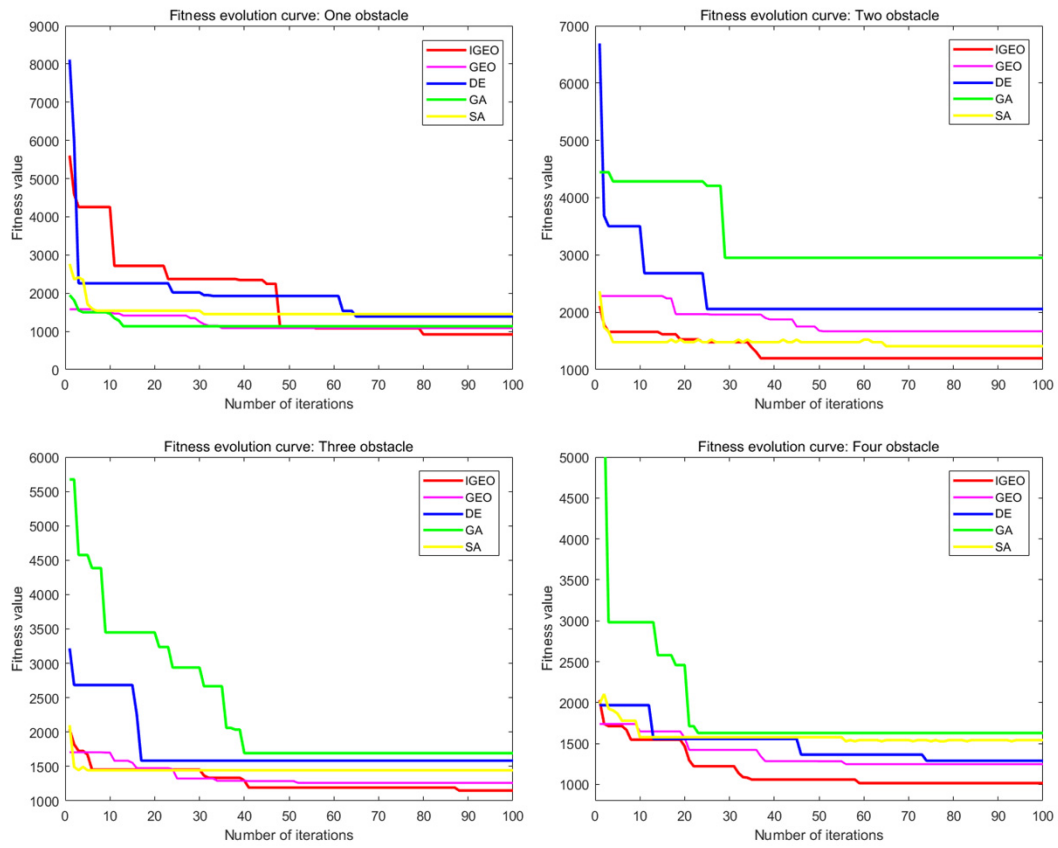 Fitness evolution curve: One obstacle
9000
8000
7000
6000
5000
4000
3000
2000
1000
0
Fitness value
IGEO
GEO
DE
GA
SA
0 10 20 30 40 50 60 70 80 90 100
Number of iterations
Fitness evolution curve: Two obstacle
7000
6000
5000
4000
3000
2000
1000
Fitness value
IGEO
GEO
DE
GA
SA
0 10 20 30 40 50 60 70 80 90 100
Number of iterations
Fitness evolution curve: Three obstacle
6000
5500
5000
4500
4000
3500
3000
2500
2000
1500
1000
Fitness value
IGEO
GEO
DE
GA
SA
0 10 20 30 40 50 60 70 80 90 100
Number of iterations
Fitness evolution curve: Four obstacle
5000
4500
4000
3500
3000
2500
2000
1500
1000
Fitness value
IGEO
GEO
DE
GA
SA
0 10 20 30 40 50 60 70 80 90 100
Number of iterations